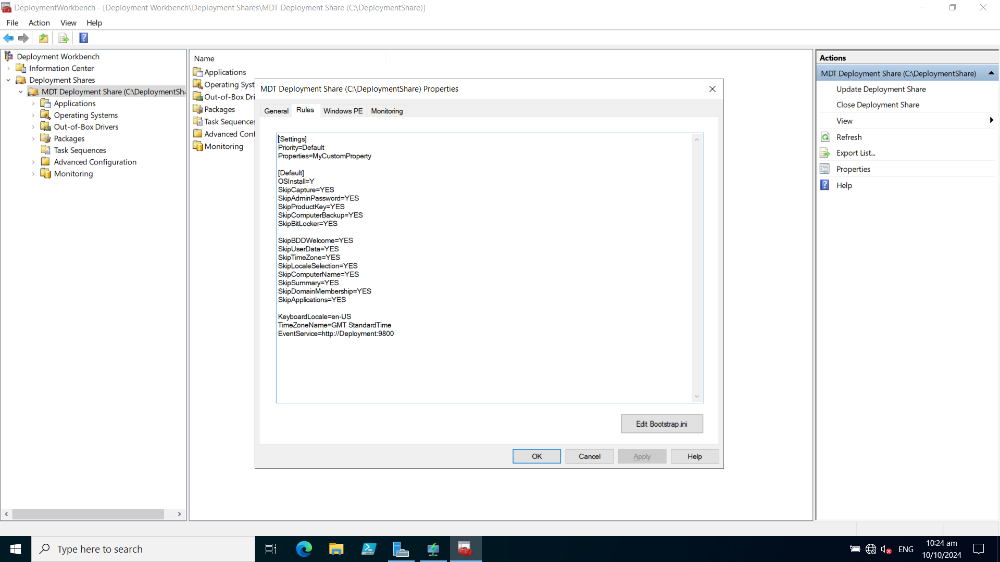 DeploymentWorkbench - [Deployment Workbench\Deployment Shares\MDT Deployment Share (C:\DeploymentShare)]
File Action View Help
Deployment Workbench
Information Center
Deployment Shares
MDT Deployment Share (C:\DeploymentSha
Applications
Operating Systems
Out-of-Box Drivers
Packages
Task Sequences
Advanced Configuration
Monitoring
Name
Applications
Operating Syst
Out-of-Box Dri
Packages
Task Sequences
Advanced Conf
Monitoring
MDT Deployment Share (C:\DeploymentShare) Properties
General Rules Windows PE Monitoring
[Settings]
Priority=Default
Properties=MyCustomProperty
[Default]
OSInstall=Y
SkipCapture=YES
SkipAdminPassword=YES
SkipProductKey=YES
SkipComputerBackup=YES
SkipBitLocker=YES
SkipBDDWelcome=YES
SkipUserData=YES
SkipTimeZone=YES
SkipLocaleSelection=YES
SkipComputerName=YES
SkipSummary=YES
SkipDomainMembership=YES
SkipApplications=YES
KeyboardLocale=en-US
TimeZoneName=GMT StandardTime
EventService=http://Deployment:9800
Edit Bootstrap.ini
OK Cancel Apply Help
Actions
MDT Deployment Share (C:\DeploymentShare)
Update Deployment Share
Close Deployment Share
View
Refresh
Export List...
Properties
Help
Type here to search
ENG
10:24 am
10/10/2024